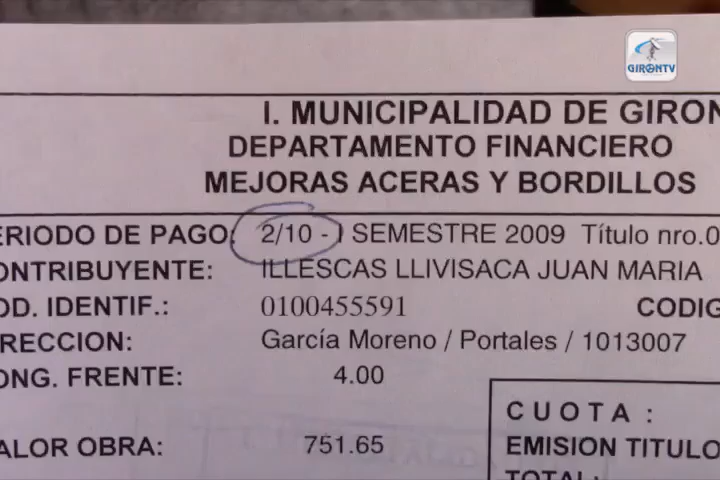 GIRONTV
I. MUNICIPALIDAD DE GIRON
DEPARTAMENTO FINANCIERO
MEJORAS ACERAS Y BORDILLOS
ERIODO DE PAGO: 2/10 - I SEMESTRE 2009 Título nro.0
ONTRIBUYENTE: ILLESCAS LLIVISACA JUAN MARIA
OD. IDENTIF.: 0100455591 CODIG
RECCION: García Moreno / Portales / 1013007
ONG. FRENTE: 4.00
CUOTA :
ALOR OBRA: 751.65 EMISION TITULO
TOTAL: